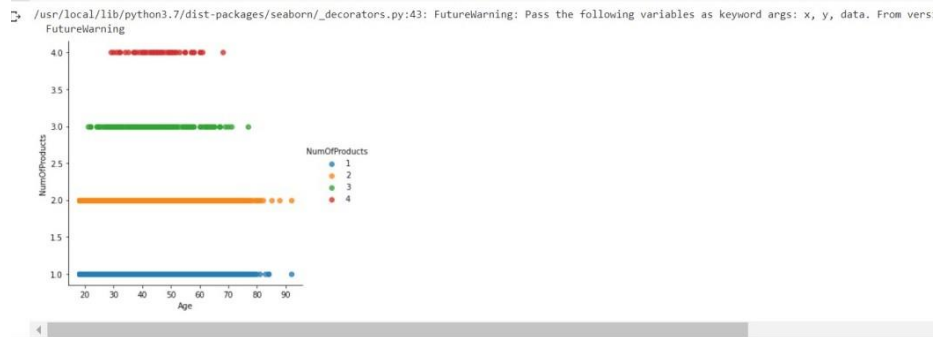 /usr/local/lib/python3.7/dist-packages/seaborn/_decorators.py:43: FutureWarning: Pass the following variables as keyword args: x, y, data. From vers
FutureWarning
4.0
3.5
3.0
2.5
2.0
1.5
1.0
NumOfProducts
20 30 40 50 60 70 80 90
Age
NumOfProducts
1
2
3
4